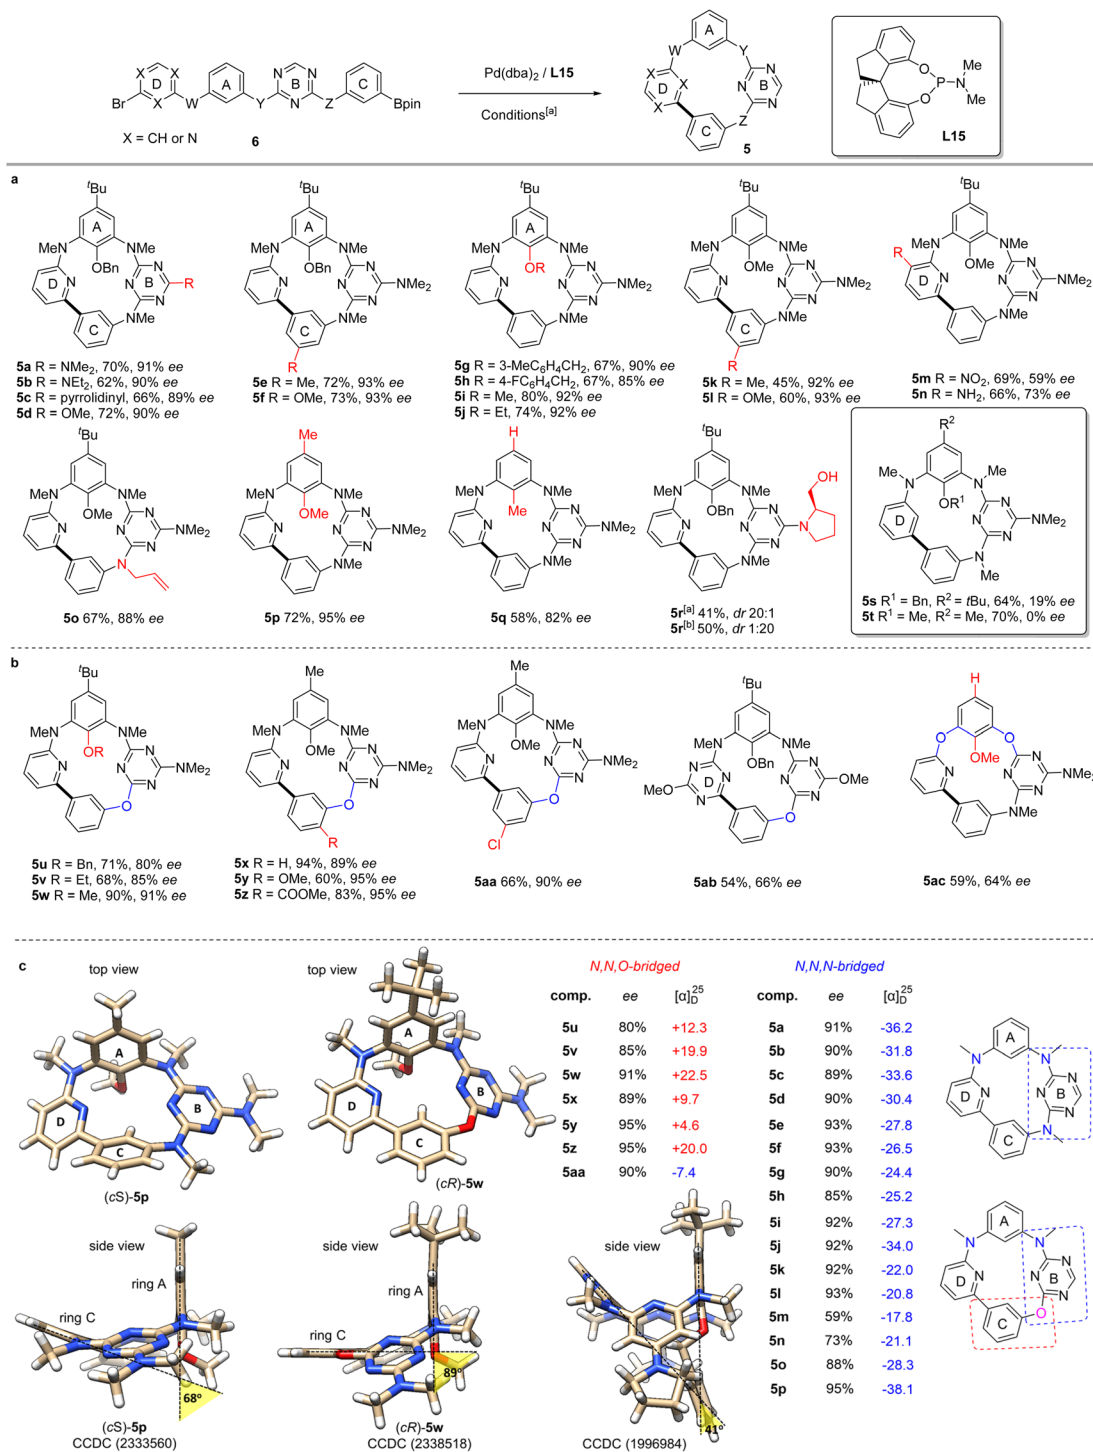 Pd(dba)2 / L15
Conditions[a]
X = CH or N
6
5
L15
Br
W
Y
Z
Bpin
A
B
C
D
O
P
N
Me
Me
a
5a R = NMe2, 70%, 91% ee
5b R = NEt2, 62%, 90% ee
5c R = pyrrolidinyl, 66%, 89% ee
5d R = OMe, 72%, 90% ee
5e R = Me, 72%, 93% ee
5f R = OMe, 73%, 93% ee
5g R = 3-MeC6H4CH2, 67%, 90% ee
5h R = 4-FC6H4CH2, 67%, 85% ee
5i R = Me, 80%, 92% ee
5j R = Et, 74%, 92% ee
5k R = Me, 45%, 92% ee
5l R = OMe, 60%, 93% ee
5m R = NO2, 69%, 59% ee
5n R = NH2, 66%, 73% ee
5o 67%, 88% ee
5p 72%, 95% ee
5q 58%, 82% ee
5r[a] 41%, dr 20:1
5r[b] 50%, dr 1:20
5s R1 = Bn, R2 = tBu, 64%, 19% ee
5t R1 = Me, R2 = Me, 70%, 0% ee
b
5u R = Bn, 71%, 80% ee
5v R = Et, 68%, 85% ee
5w R = Me, 90%, 91% ee
5x R = H, 94%, 89% ee
5y R = OMe, 60%, 95% ee
5z R = COOMe, 83%, 95% ee
5aa 66%, 90% ee
5ab 54%, 66% ee
5ac 59%, 64% ee
c
top view
(cS)-5p
top view
(cR)-5w
side view
ring A
ring C
68º
(cS)-5p
CCDC (2333560)
side view
ring A
ring C
89º
(cR)-5w
CCDC (2338518)
side view
41º
CCDC (1996984)
N,N,O-bridged
comp. ee [α]D25
5u 80% +12.3
5v 85% +19.9
5w 91% +22.5
5x 89% +9.7
5y 95% +4.6
5z 95% +20.0
5aa 90% -7.4
N,N,N-bridged
comp. ee [α]D25
5a 91% -36.2
5b 90% -31.8
5c 89% -33.6
5d 90% -30.4
5e 93% -27.8
5f 93% -26.5
5g 90% -24.4
5h 85% -25.2
5i 92% -27.3
5j 92% -34.0
5k 92% -22.0
5l 93% -20.8
5m 59% -17.8
5n 73% -21.1
5o 88% -28.3
5p 95% -38.1